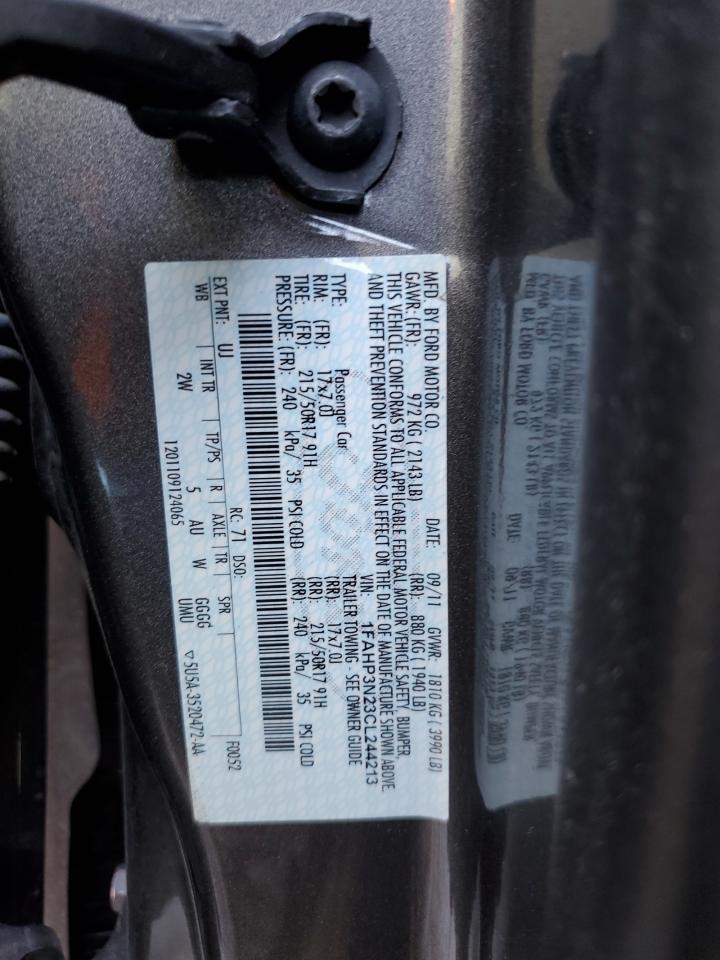 MFD. BY FORD MOTOR CO.
DATE: 09/11 GVWR: 1810 KG ( 3990 LB)
GAWR: (FR): 972 KG ( 2143 LB) (RR): 880 KG ( 1940 LB)
THIS VEHICLE CONFORMS TO ALL APPLICABLE FEDERAL MOTOR VEHICLE SAFETY, BUMPER,
AND THEFT PREVENTION STANDARDS IN EFFECT ON THE DATE OF MANUFACTURE SHOWN ABOVE.
VIN: 1FAHP3N23CL244213
TYPE: Passenger Car TRAILER TOWING - SEE OWNER GUIDE
RIM: (FR): 17x7.0J (RR): 17x7.0J
TIRE: (FR): 215/50R17 91H (RR): 215/50R17 91H
PRESSURE: (FR): 240 kPa/ 35 PSI COLD (RR): 240 kPa/ 35 PSI COLD
RC: 71 DSO: F0052
EXT PNT: UJ INT TR TP/PS R AXLE TR SPR
WB 2W 5 AU W GGGG
1201109124065 UMU ▽5U5A-3520472-AA